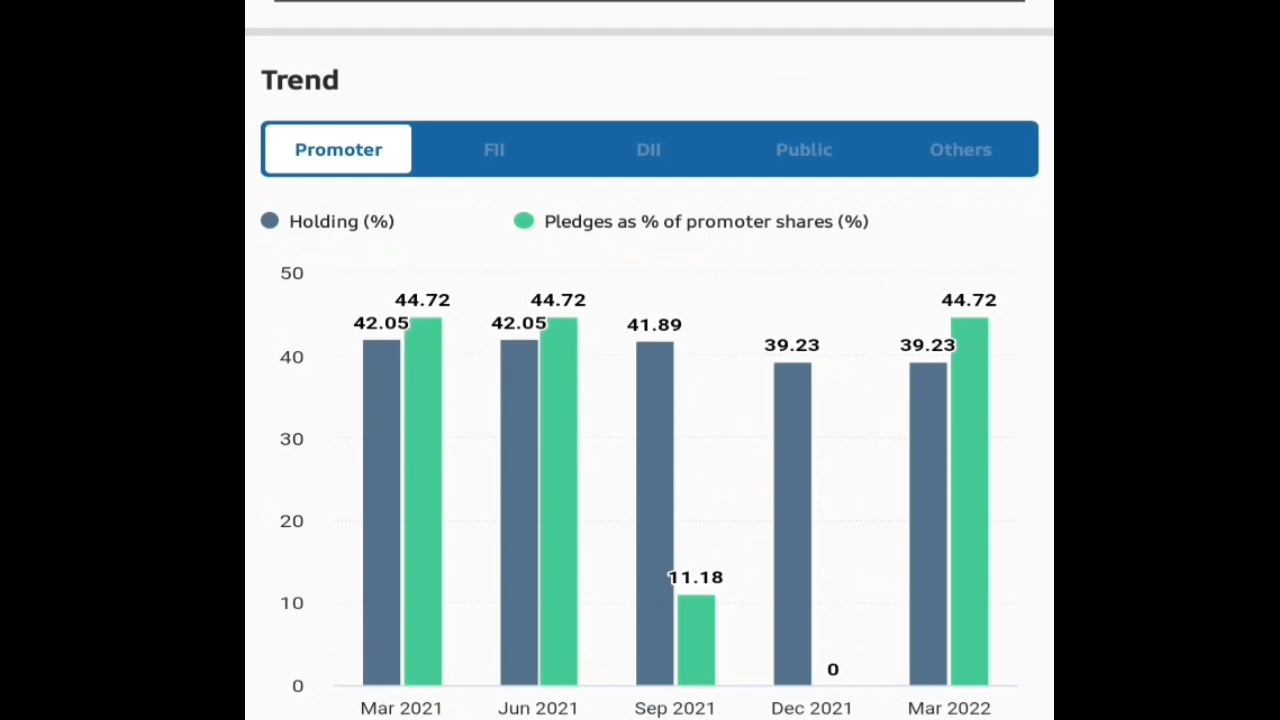 Trend
Promoter FII DII Public Others
Holding (%) Pledges as % of promoter shares (%)
50
44.72 44.72 44.72
42.05 42.05 41.89
39.23 39.23
40
30
20
11.18
10
0
0
Mar 2021 Jun 2021 Sep 2021 Dec 2021 Mar 2022